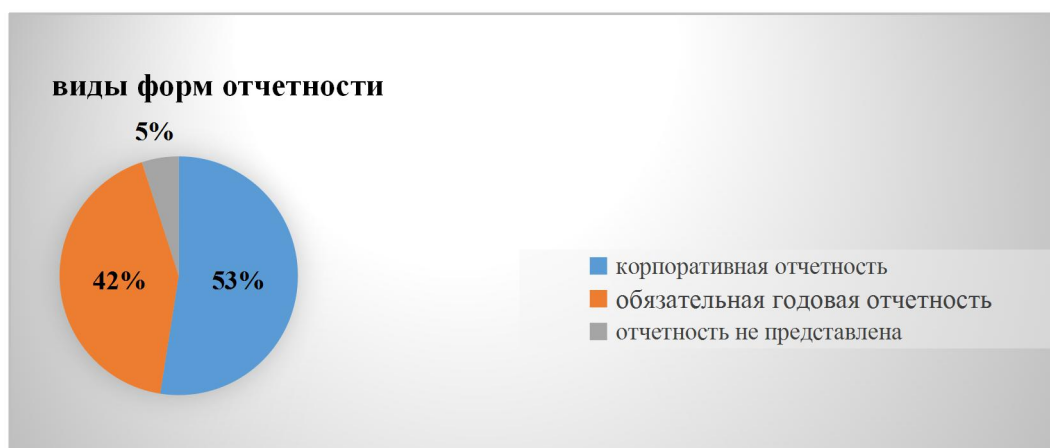 виды форм отчетности
5%
42%
53%
корпоративная отчетность
обязательная годовая отчетность
отчетность не представлена